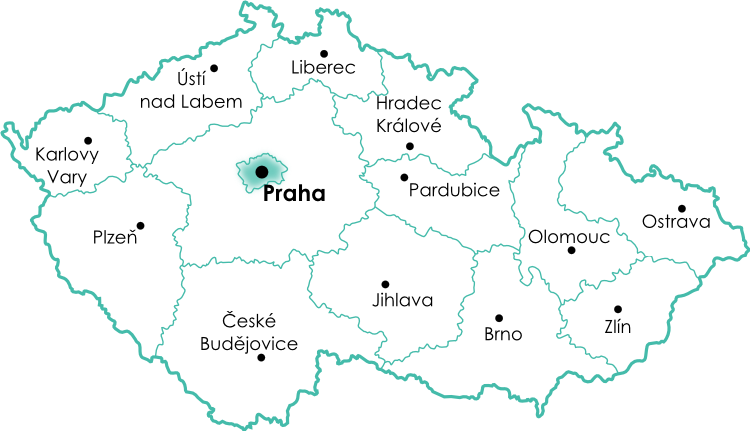 Liberec
Ústí
nad Labem
Hradec
Králové
Karlovy
Vary
Praha
Pardubice
Ostrava
Plzeň
Olomouc
Jihlava
České
Budějovice
Brno
Zlín